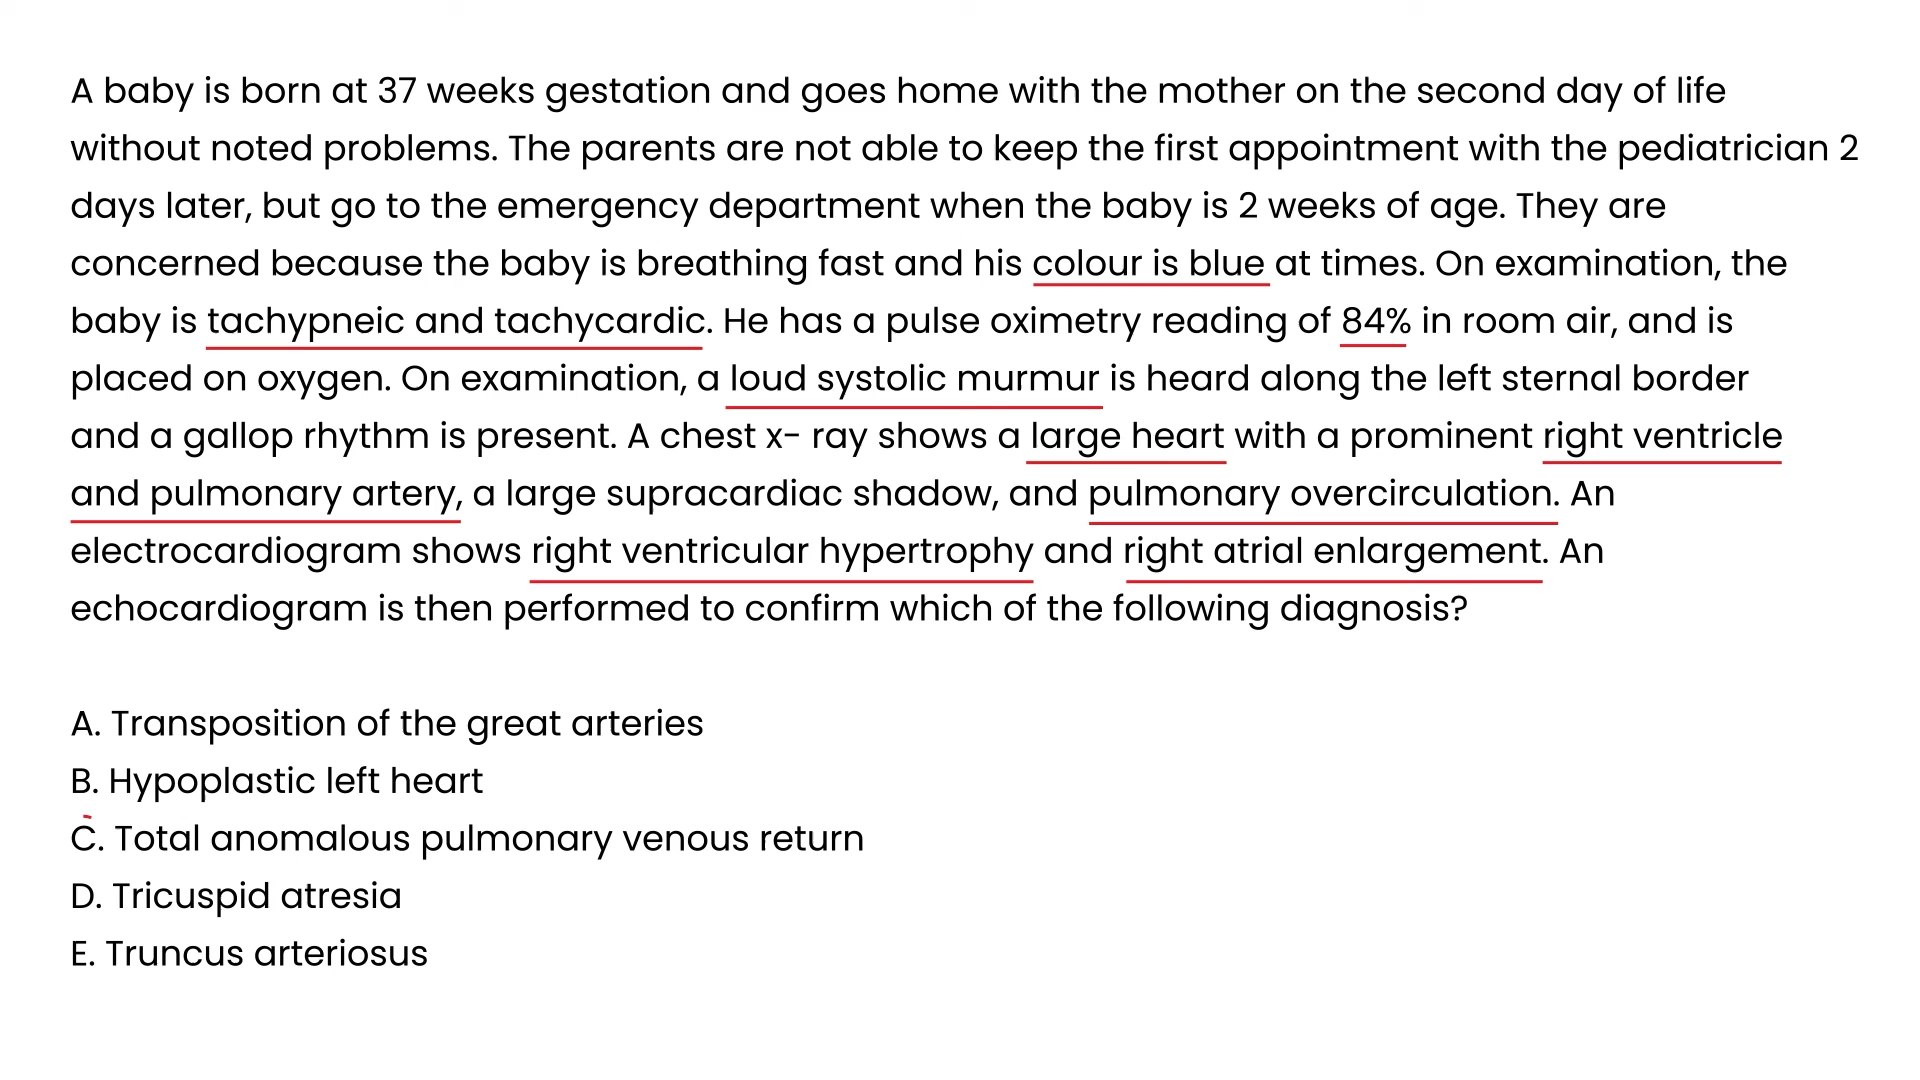 A baby is born at 37 weeks gestation and goes home with the mother on the second day of life
without noted problems. The parents are not able to keep the first appointment with the pediatrician 2
days later, but go to the emergency department when the baby is 2 weeks of age. They are
concerned because the baby is breathing fast and his colour is blue at times. On examination, the
baby is tachypneic and tachycardic. He has a pulse oximetry reading of 84% in room air, and is
placed on oxygen. On examination, a loud systolic murmur is heard along the left sternal border
and a gallop rhythm is present. A chest x- ray shows a large heart with a prominent right ventricle
and pulmonary artery, a large supracardiac shadow, and pulmonary overcirculation. An
electrocardiogram shows right ventricular hypertrophy and right atrial enlargement. An
echocardiogram is then performed to confirm which of the following diagnosis?
A. Transposition of the great arteries
B. Hypoplastic left heart
C. Total anomalous pulmonary venous return
D. Tricuspid atresia
E. Truncus arteriosus